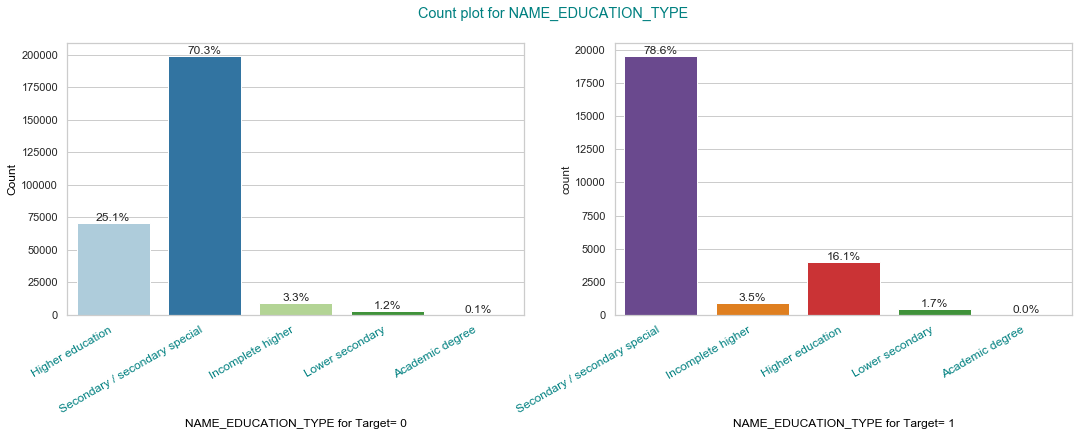 Count plot for NAME_EDUCATION_TYPE
Count
200000
175000
150000
125000
100000
75000
50000
25000
0
25.1%
70.3%
3.3%
1.2%
0.1%
Higher education
Secondary / secondary special
Incomplete higher
Lower secondary
Academic degree
NAME_EDUCATION_TYPE for Target= 0
count
20000
17500
15000
12500
10000
7500
5000
2500
0
78.6%
3.5%
16.1%
1.7%
0.0%
Secondary / secondary special
Incomplete higher
Higher education
Lower secondary
Academic degree
NAME_EDUCATION_TYPE for Target= 1